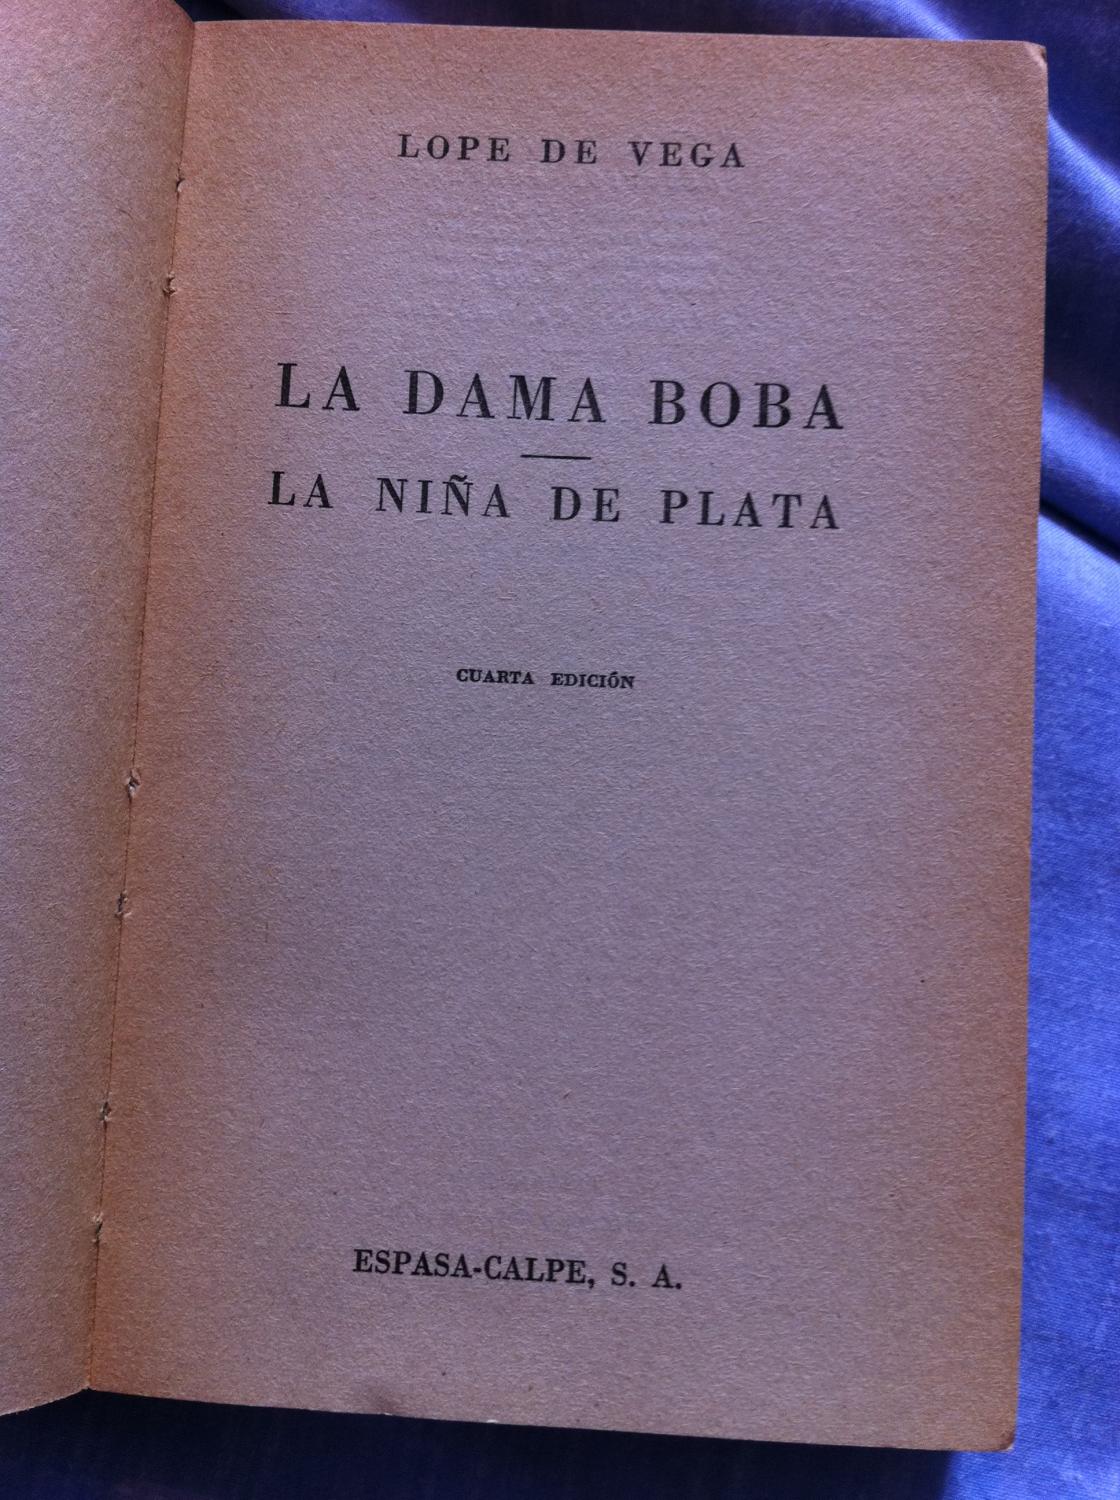 LOPE DE VEGA
LA DAMA BOBA
LA NIÑA DE PLATA
CUARTA EDICIÓN
ESPASA-CALPE, S. A.